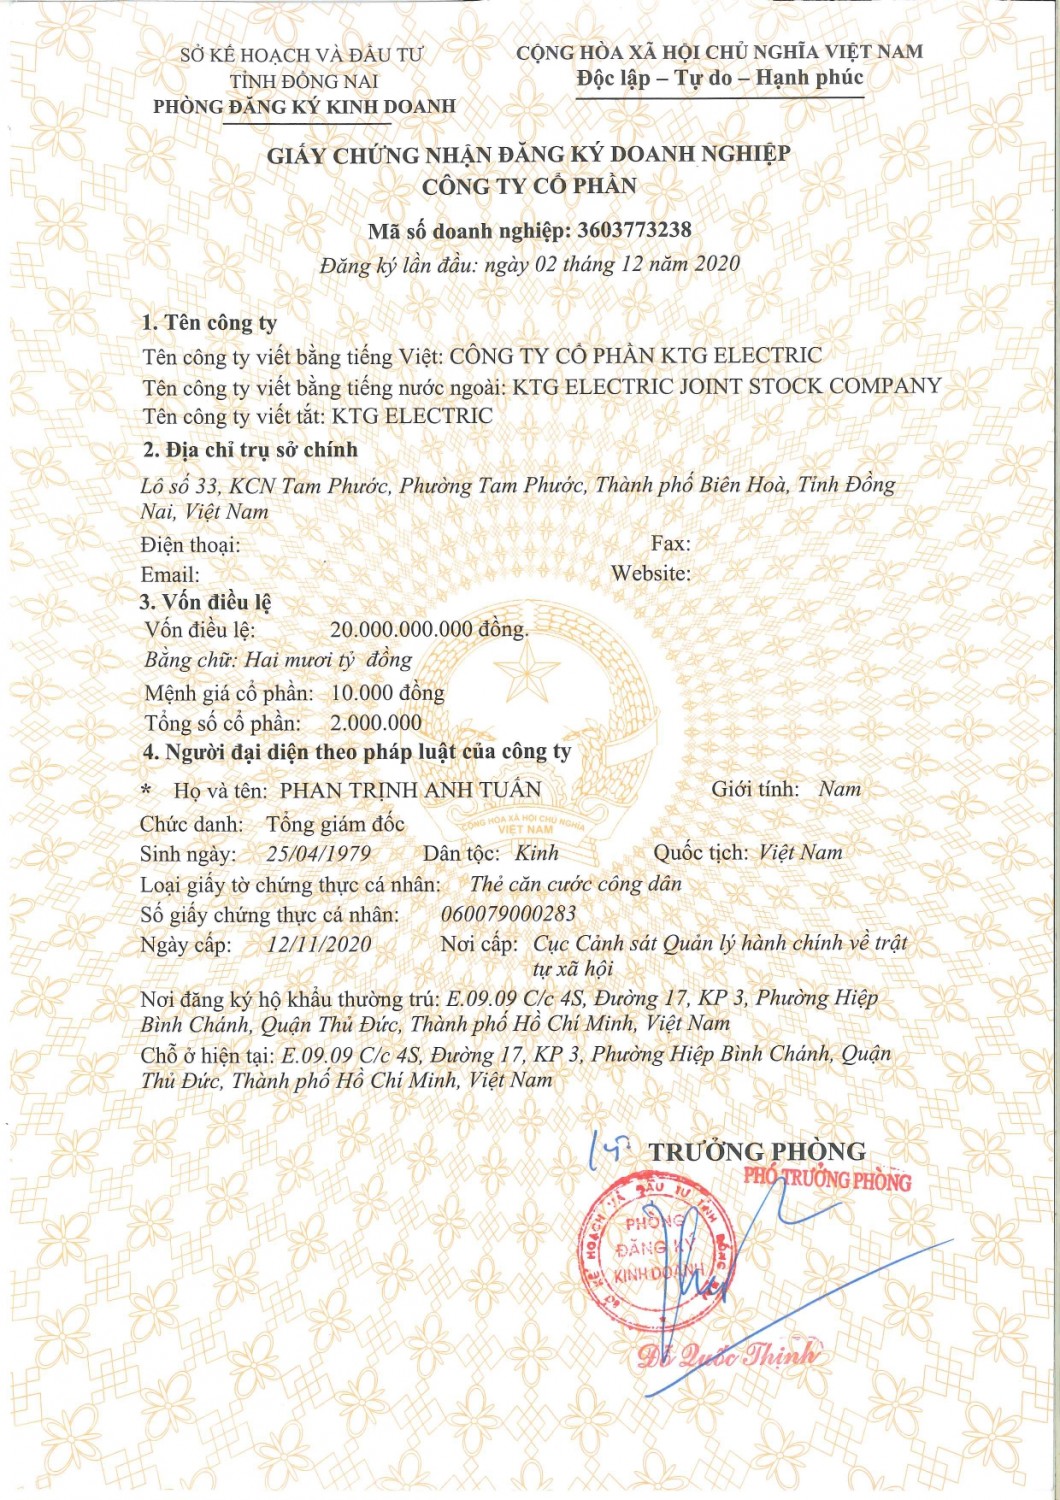 SỞ KẾ HOẠCH VÀ ĐẦU TƯ
TỈNH ĐỒNG NAI
PHÒNG ĐĂNG KÝ KINH DOANH
CỘNG HÒA XÃ HỘI CHỦ NGHĨA VIỆT NAM
Độc lập – Tự do – Hạnh phúc
GIẤY CHỨNG NHẬN ĐĂNG KÝ DOANH NGHIỆP
CÔNG TY CỔ PHẦN
Mã số doanh nghiệp: 3603773238
Đăng ký lần đầu: ngày 02 tháng 12 năm 2020
1. Tên công ty
Tên công ty viết bằng tiếng Việt: CÔNG TY CỔ PHẦN KTG ELECTRIC
Tên công ty viết bằng tiếng nước ngoài: KTG ELECTRIC JOINT STOCK COMPANY
Tên công ty viết tắt: KTG ELECTRIC
2. Địa chỉ trụ sở chính
Lô số 33, KCN Tam Phước, Phường Tam Phước, Thành phố Biên Hoà, Tỉnh Đồng
Nai, Việt Nam
Điện thoại: Fax:
Email: Website:
3. Vốn điều lệ
Vốn điều lệ: 20.000.000.000 đồng.
Bằng chữ: Hai mươi tỷ đồng
Mệnh giá cổ phần: 10.000 đồng
Tổng số cổ phần: 2.000.000
4. Người đại diện theo pháp luật của công ty
* Họ và tên: PHAN TRỊNH ANH TUẤN Giới tính: Nam
CỘNG HÒA XÃ HỘI CHỦ NGHĨA
VIỆT NAM
Chức danh: Tổng giám đốc
Sinh ngày: 25/04/1979 Dân tộc: Kinh Quốc tịch: Việt Nam
Loại giấy tờ chứng thực cá nhân: Thẻ căn cước công dân
Số giấy chứng thực cá nhân: 060079000283
Ngày cấp: 12/11/2020 Nơi cấp: Cục Cảnh sát Quản lý hành chính về trật
tự xã hội
Nơi đăng ký hộ khẩu thường trú: E.09.09 C/c 4S, Đường 17, KP 3, Phường Hiệp
Bình Chánh, Quận Thủ Đức, Thành phố Hồ Chí Minh, Việt Nam
Chỗ ở hiện tại: E.09.09 C/c 4S, Đường 17, KP 3, Phường Hiệp Bình Chánh, Quận
Thủ Đức, Thành phố Hồ Chí Minh, Việt Nam
TRƯỞNG PHÒNG
PHÓ TRƯỞNG PHÒNG
SỞ KẾ HOẠCH VÀ ĐẦU TƯ TỈNH ĐỒNG NAI
PHÒNG
ĐĂNG KÝ
KINH DOANH
Đỗ Quốc Thịnh